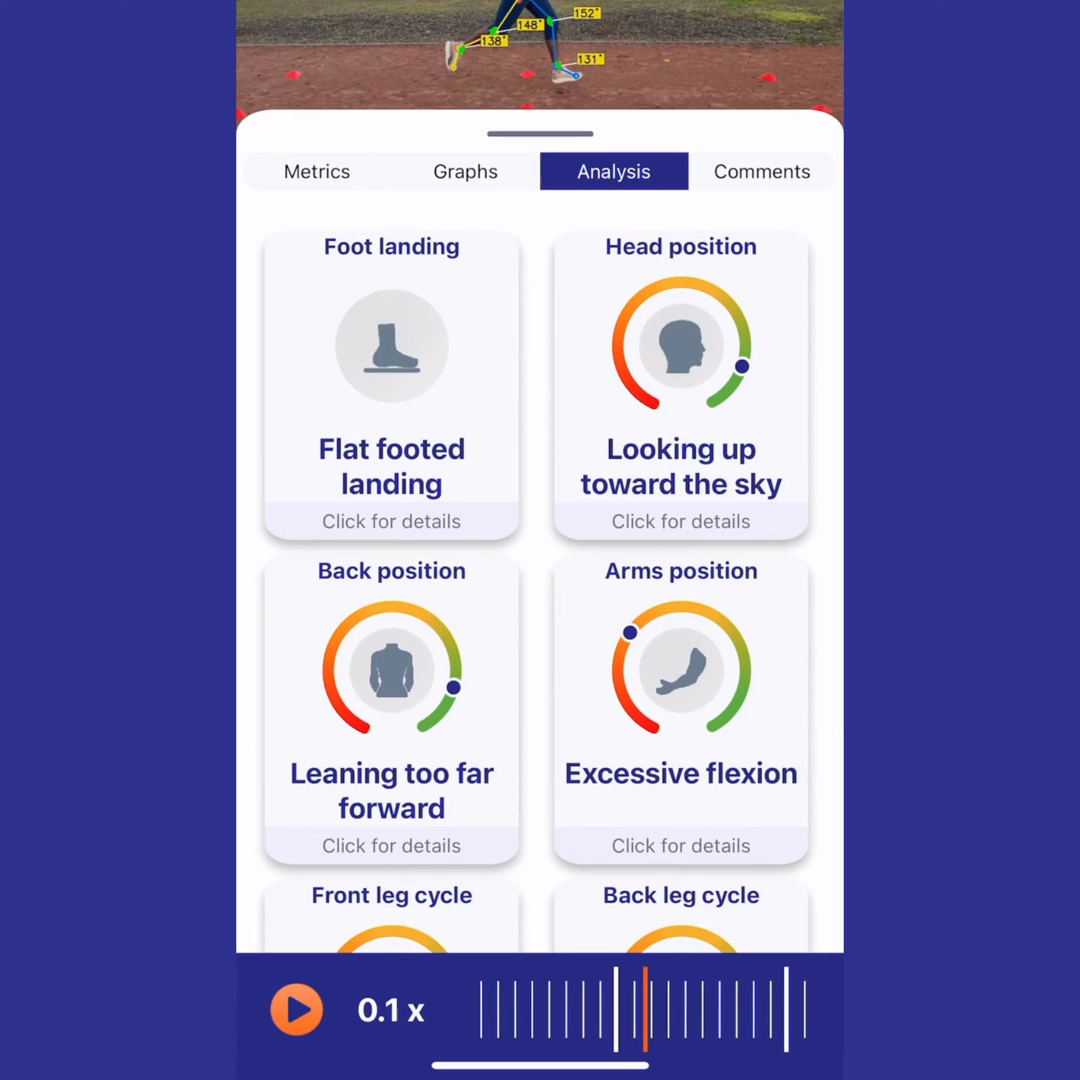 148°
152°
138°
131°
Metrics Graphs Analysis Comments
Foot landing
Flat footed
landing
Click for details
Head position
Looking up
toward the sky
Click for details
Back position
Leaning too far
forward
Click for details
Arms position
Excessive flexion
Click for details
Front leg cycle
Back leg cycle
0.1 x